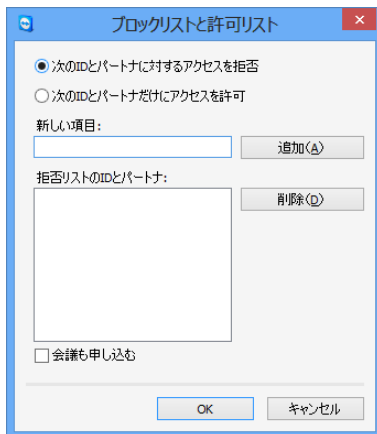 ブロックリストと許可リスト
次のIDとパートナに対するアクセスを拒否
次のIDとパートナだけにアクセスを許可
新しい項目:
追加(A)
拒否リストのIDとパートナ:
削除(D)
会議も申し込む
OK キャンセル